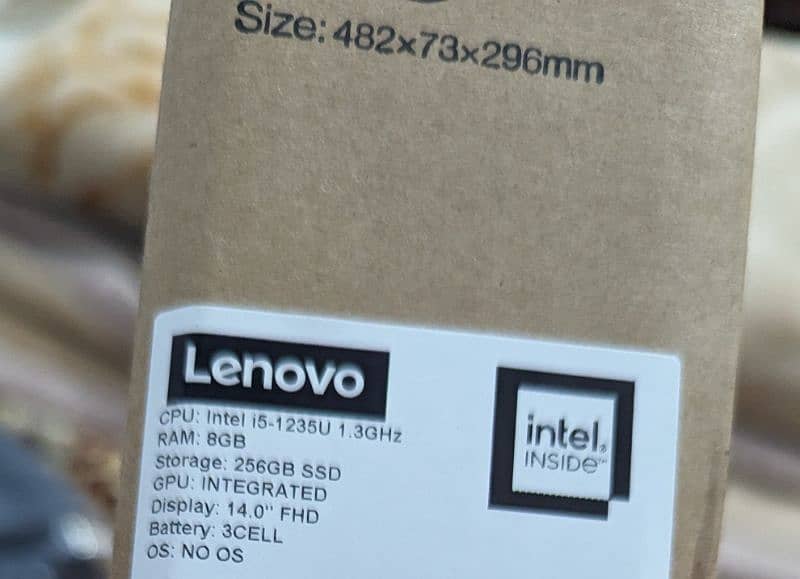 Size: 482×73×296mm
Lenovo
CPU: Intel i5-1235U 1.3GHz
RAM: 8GB
Storage: 256GB SSD
GPU: INTEGRATED
Display: 14.0" FHD
Battery: 3CELL
OS: NO OS
intel.
INSIDE™